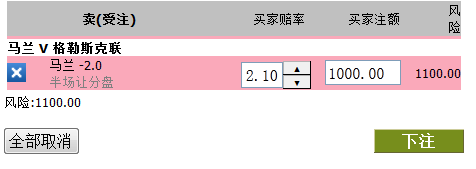 卖(受注) 买家赔率 买家注额 风险
马兰 V 格勒斯克联
马兰 -2.0
半场让分盘
2.10 1000.00 1100.00
风险:1100.00
全部取消 下注